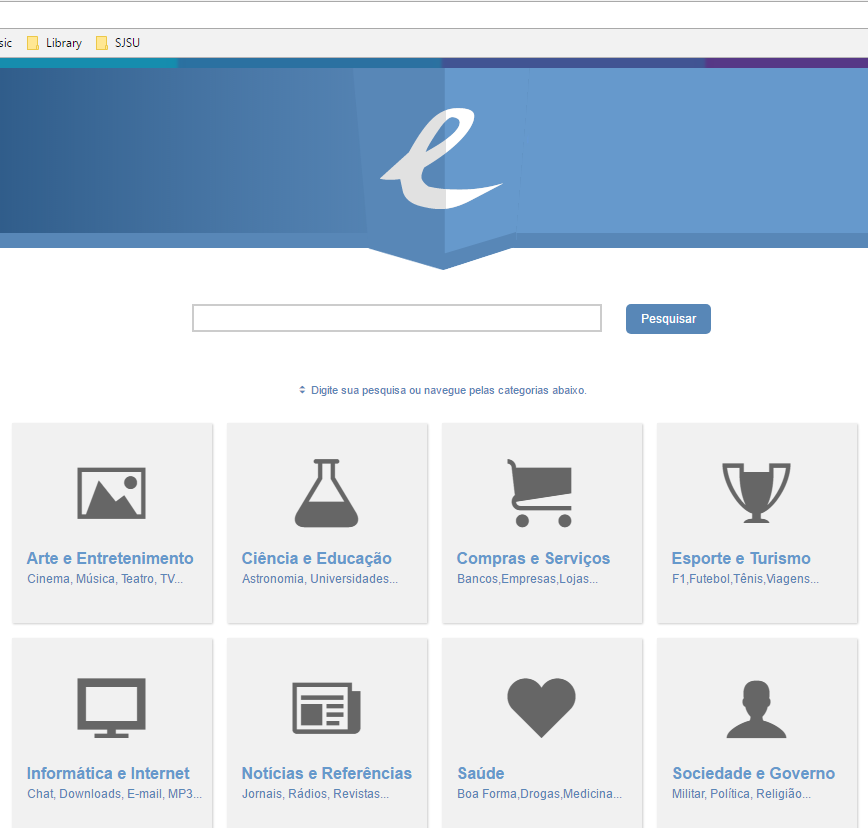 sic Library SJSU
e
Pesquisar
Digite sua pesquisa ou navegue pelas categorias abaixo.
Arte e Entretenimento
Cinema, Música, Teatro, TV...
Ciência e Educação
Astronomia, Universidades...
Compras e Serviços
Bancos,Empresas,Lojas...
Esporte e Turismo
F1,Futebol,Tênis,Viagens...
Informática e Internet
Chat, Downloads, E-mail, MP3...
Notícias e Referências
Jornais, Rádios, Revistas...
Saúde
Boa Forma,Drogas,Medicina...
Sociedade e Governo
Militar, Política, Religião...